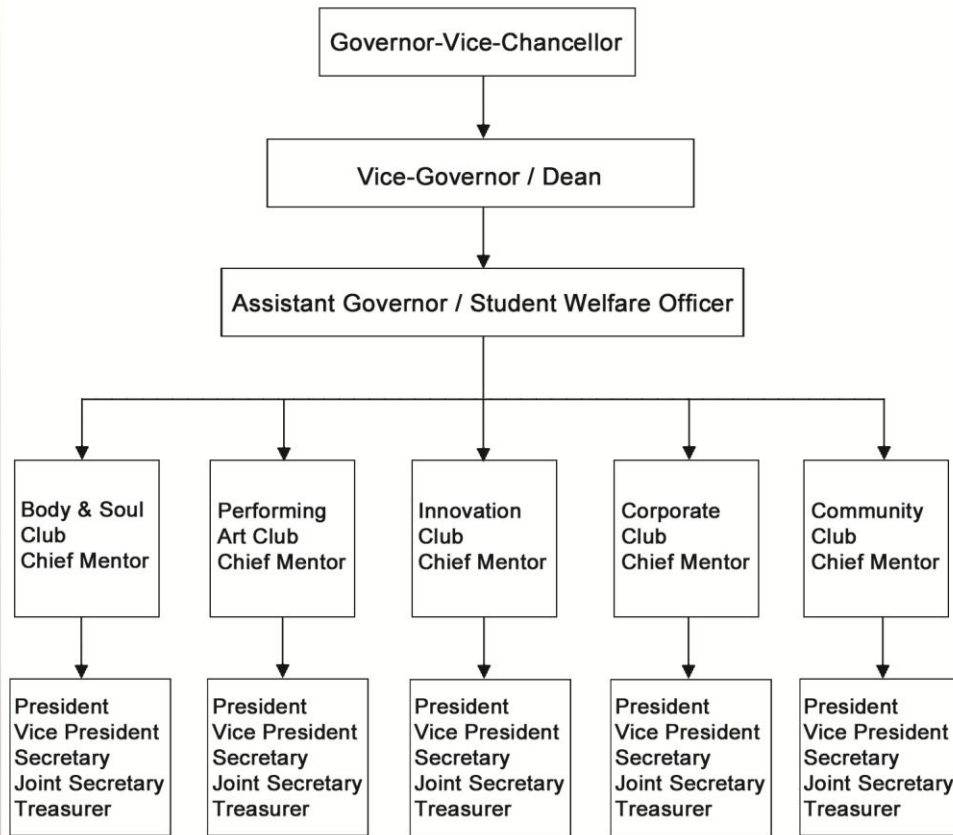 Governor-Vice-Chancellor
Vice-Governor / Dean
Assistant Governor / Student Welfare Officer
Body & Soul
Club
Chief Mentor
Performing
Art Club
Chief Mentor
Innovation
Club
Chief Mentor
Corporate
Club
Chief Mentor
Community
Club
Chief Mentor
President
Vice President
Secretary
Joint Secretary
Treasurer
President
Vice President
Secretary
Joint Secretary
Treasurer
President
Vice President
Secretary
Joint Secretary
Treasurer
President
Vice President
Secretary
Joint Secretary
Treasurer
President
Vice President
Secretary
Joint Secretary
Treasurer